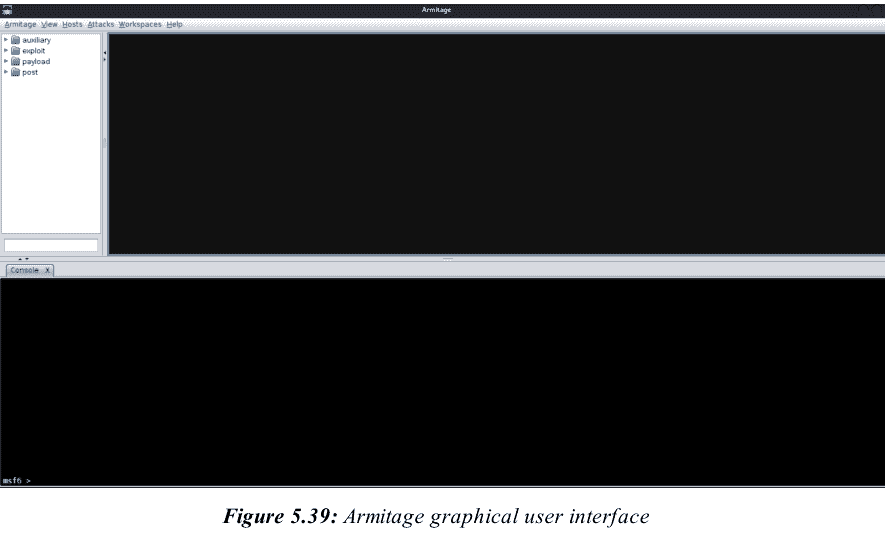 Armitage
Armitage View Hosts Attacks Workspaces Help
auxiliary
exploit
payload
post
Console X
msf6 >
Figure 5.39: Armitage graphical user interface